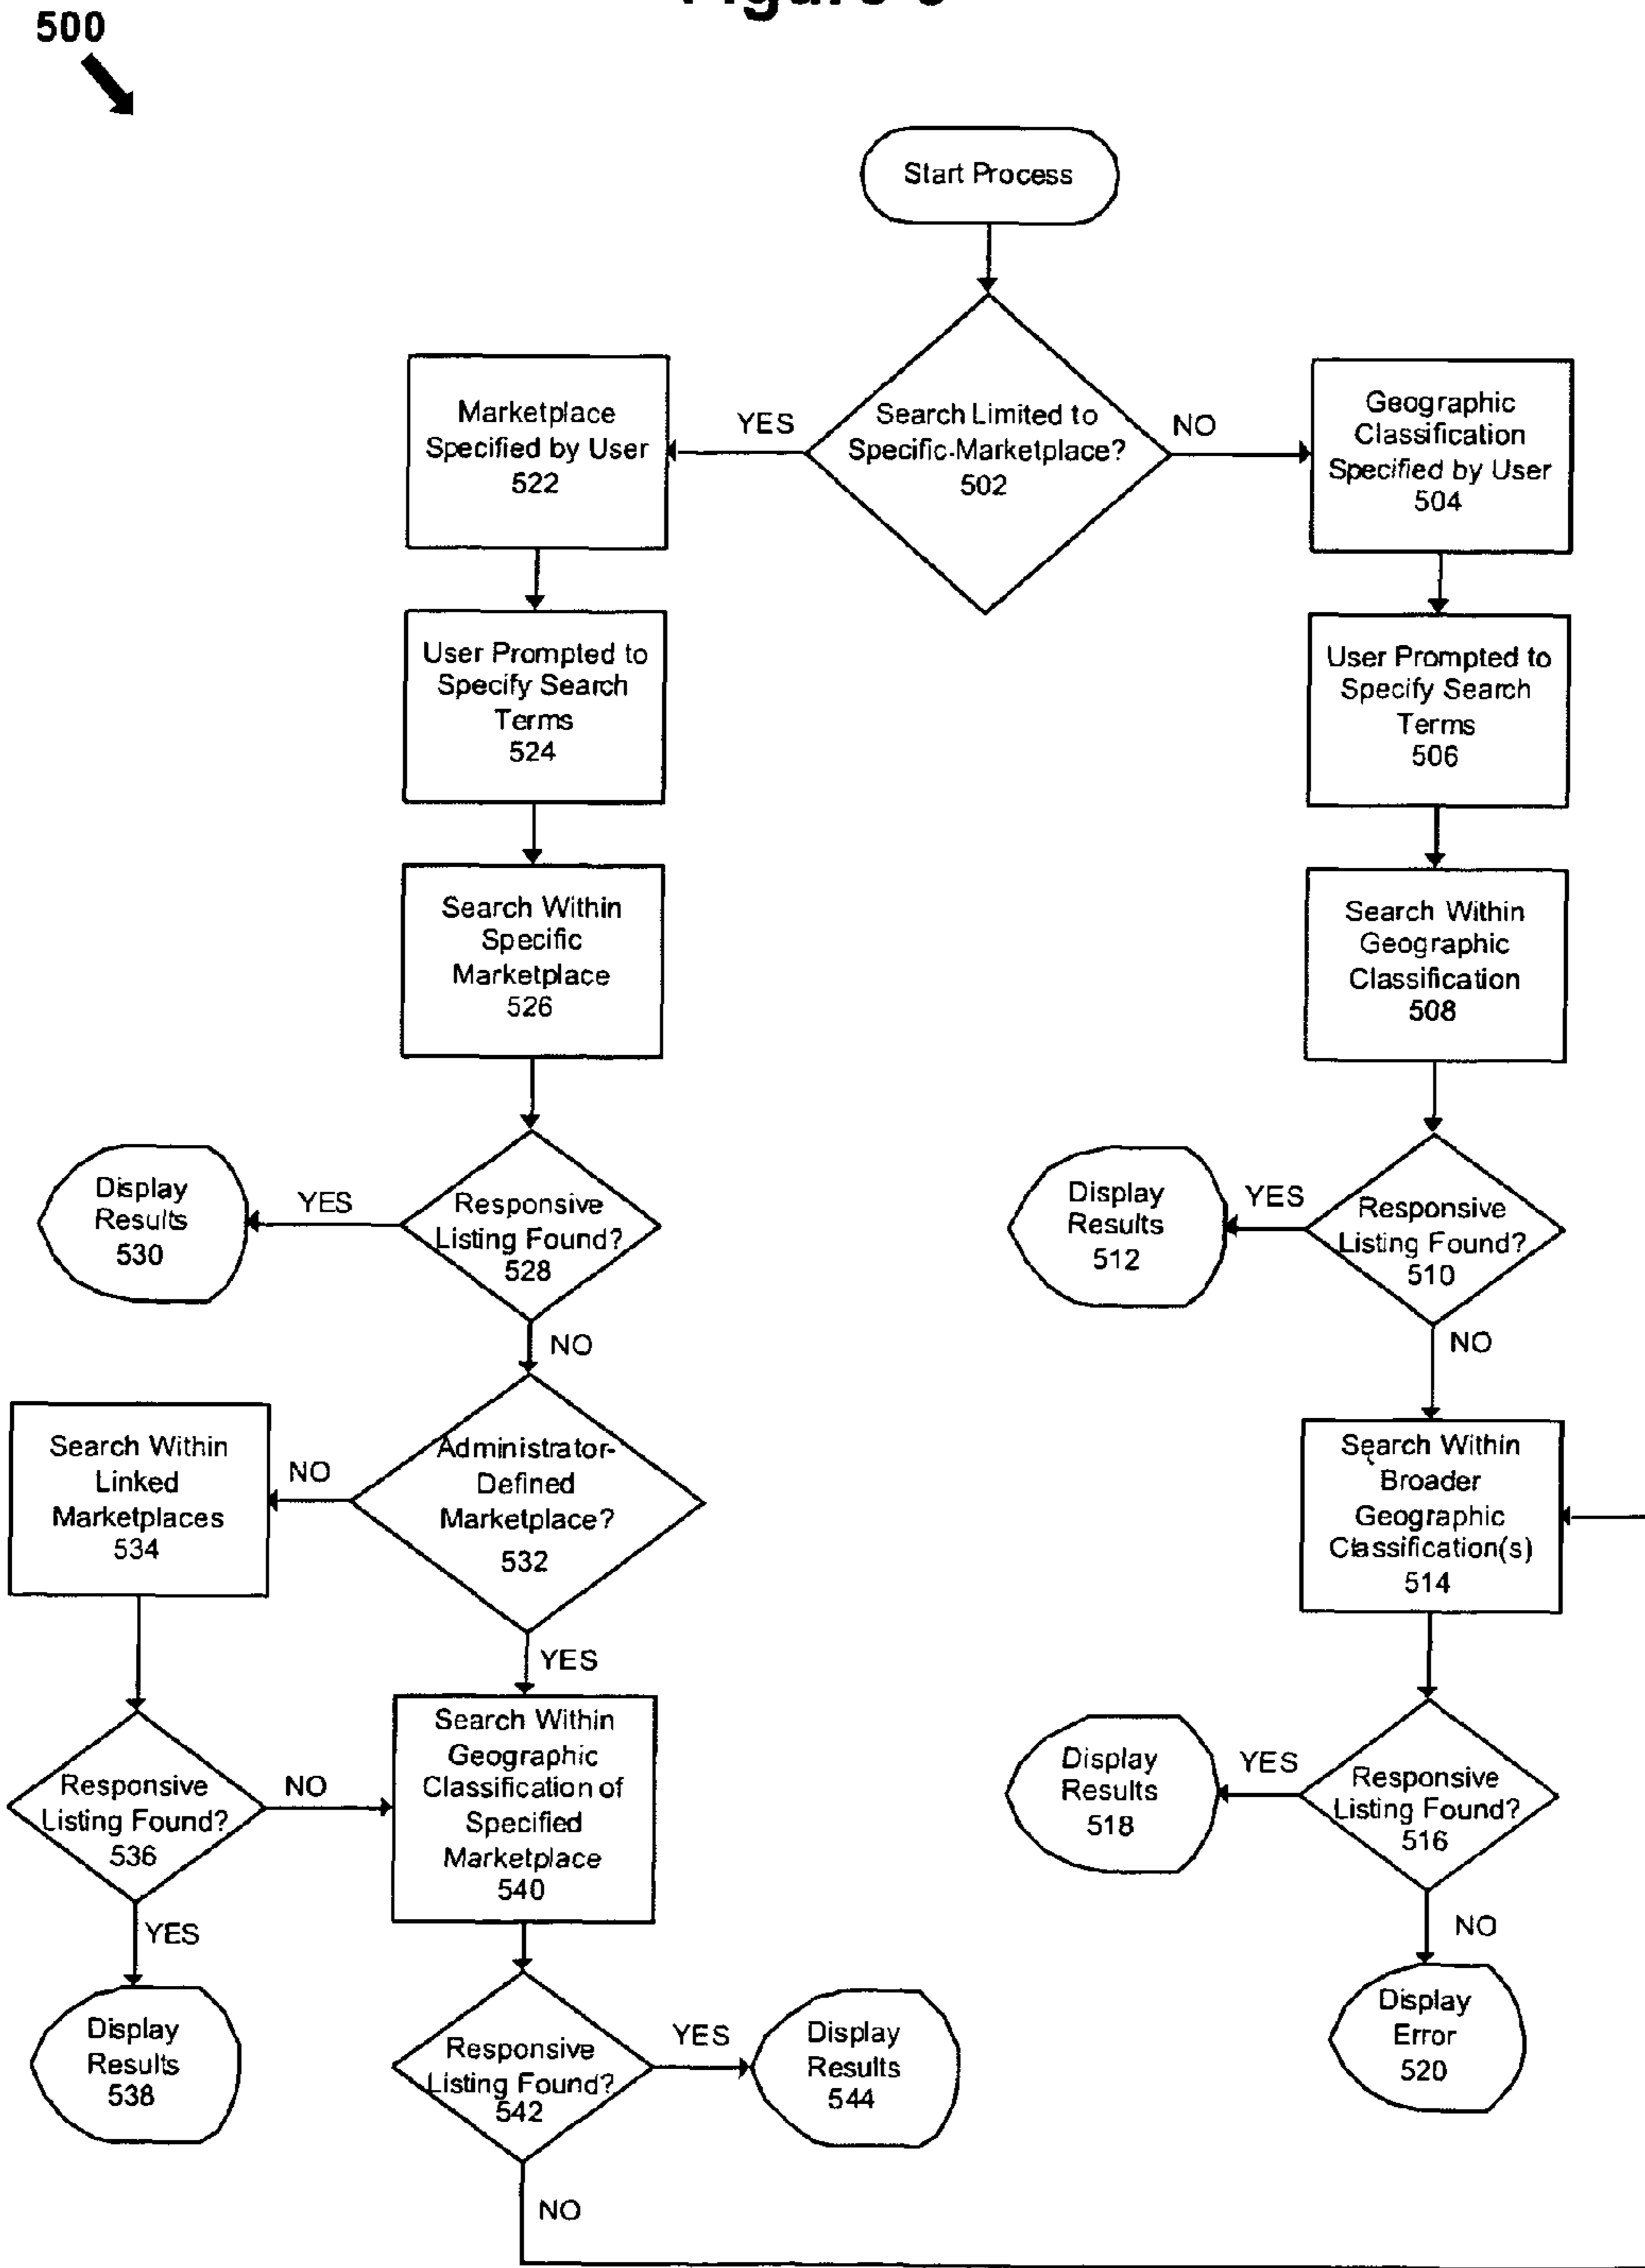 500
Start Process
Search Limited to
Specific-Marketplace?
502
YES
NO
Marketplace
Specified by User
522
Geographic
Classification
Specified by User
504
User Prompted to
Specify Search
Terms
524
User Prompted to
Specify Search
Terms
506
Search Within
Specific
Marketplace
526
Search Within
Geographic
Classification
508
Display
Results
530
YES
Responsive
Listing Found?
528
NO
Display
Results
512
YES
Responsive
Listing Found?
510
NO
Search Within
Linked
Marketplaces
534
NO
Administrator-
Defined
Marketplace?
532
YES
Search Within
Broader
Geographic
Classification(s)
514
Responsive
Listing Found?
536
NO
YES
Search Within
Geographic
Classification of
Specified
Marketplace
540
Display
Results
518
YES
Responsive
Listing Found?
516
NO
Display
Results
538
Responsive
Listing Found?
542
YES
Display
Results
544
NO
Display
Error
520